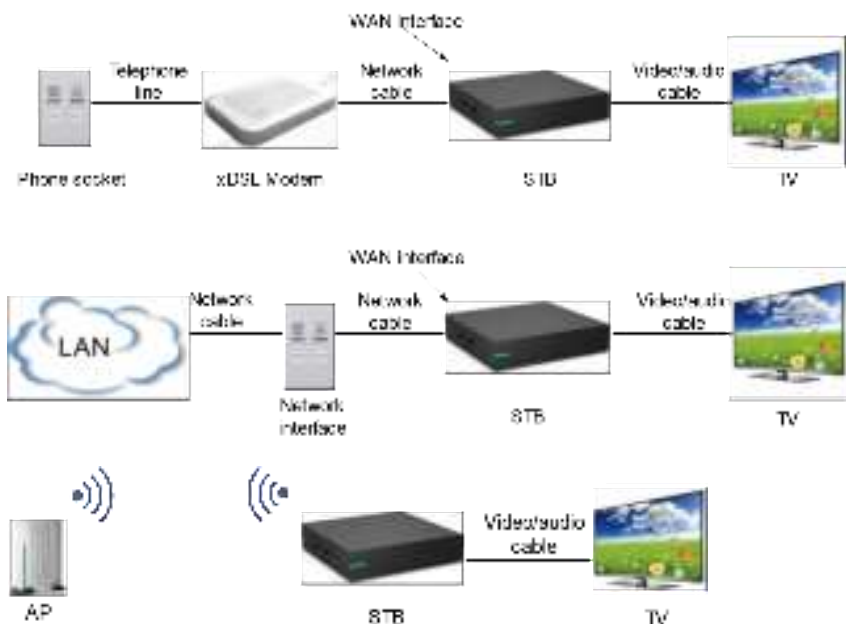 WAN interface
Telephone
line
Network
cable
Video/audio
cable
Phone socket
xDSL Modem
STB
TV
WAN interface
Network
cable
Network
cable
Video/audio
cable
LAN
Network
interface
STB
TV
Video/audio
cable
AP
STB
TV